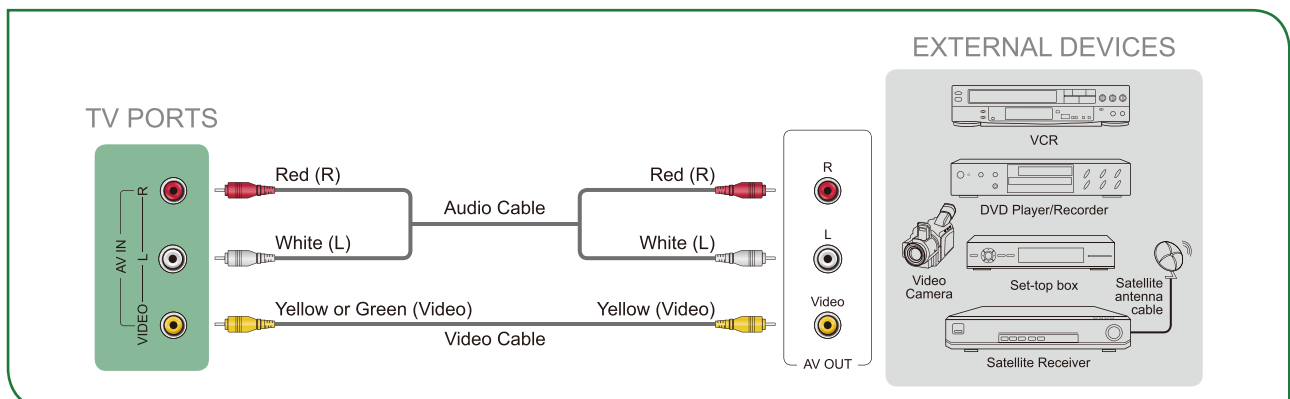 EXTERNAL DEVICES
TV PORTS
AV IN
R
L
VIDEO
Red (R)
White (L)
Audio Cable
Red (R)
White (L)
Yellow or Green (Video)
Yellow (Video)
Video Cable
R
L
Video
AV OUT
VCR
DVD Player/Recorder
Video
Camera
Set-top box
Satellite
antenna
cable
Satellite Receiver